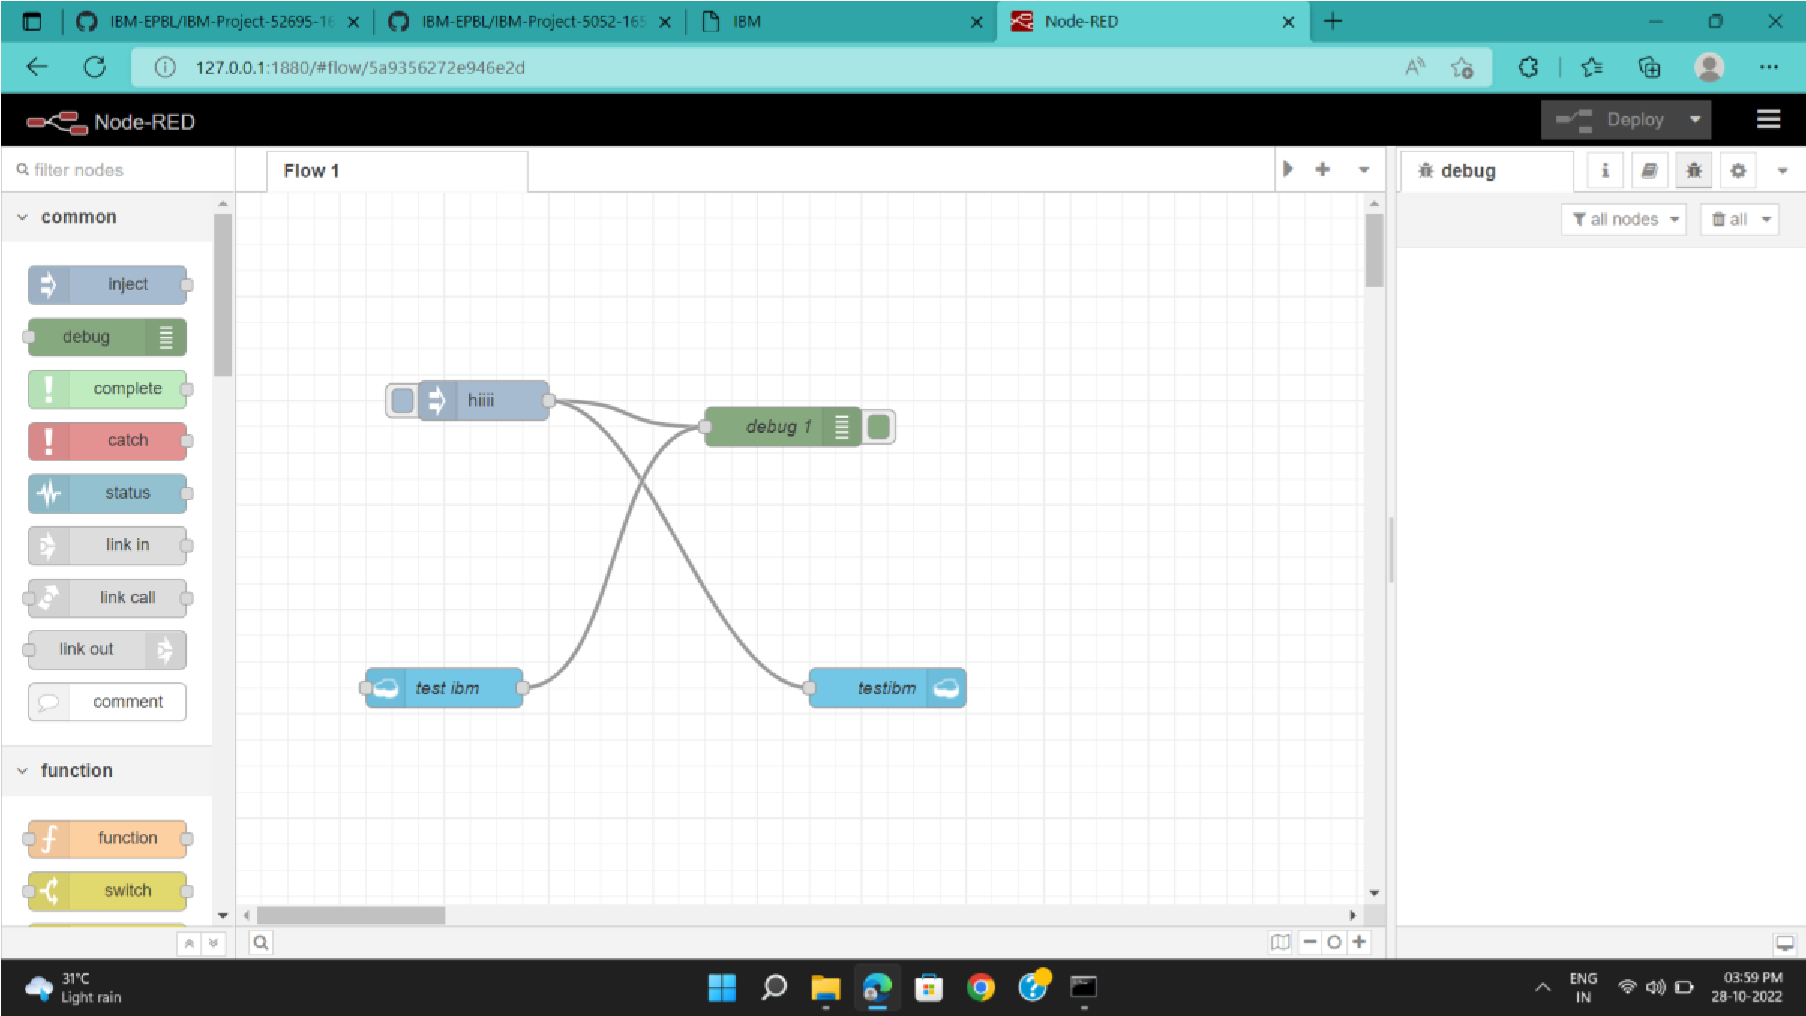 IBM-EPBL/IBM-Project-52695-16
IBM-EPBL/IBM-Project-5052-165
IBM
Node-RED
127.0.0.1:1880/#flow/5a9356272e946e2d
Node-RED
Deploy
filter nodes
Flow 1
debug
common
all nodes
all
inject
debug
complete
catch
status
link in
link call
link out
comment
function
function
switch
hiiii
debug 1
test ibm
testibm
31°C
Light rain
ENG
IN
03:59 PM
28-10-2022